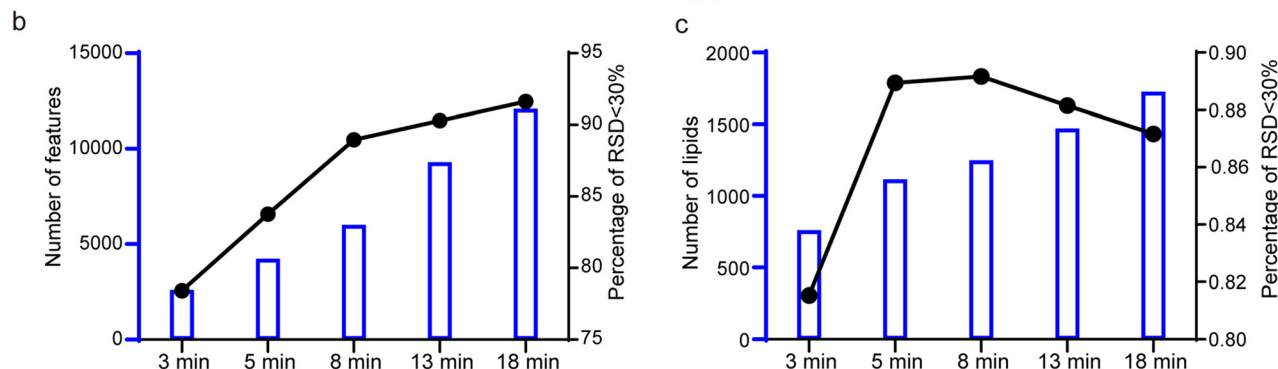 b
15000
10000
5000
0
Number of features
95
90
85
80
75
Percentage of RSD<30%
3 min 5 min 8 min 13 min 18 min
c
2000
1500
1000
500
0
Number of lipids
0.90
0.88
0.86
0.84
0.82
0.80
Percentage of RSD<30%
3 min 5 min 8 min 13 min 18 min